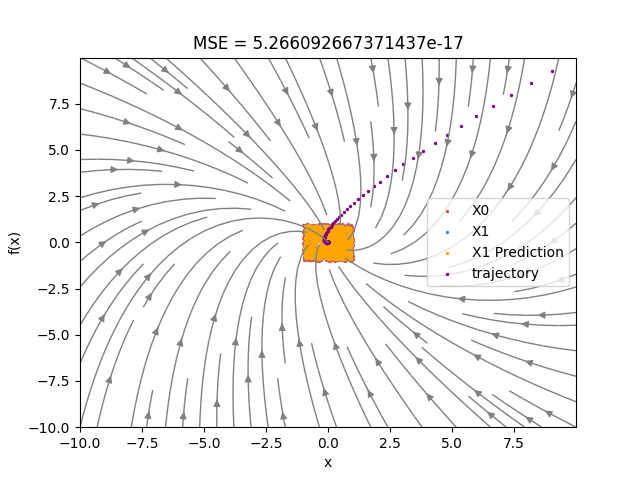 MSE = 5.266092667371437e-17
f(x)
7.5
5.0
2.5
0.0
−2.5
−5.0
−7.5
−10.0
X0
X1
X1 Prediction
trajectory
−10.0 −7.5 −5.0 −2.5 0.0 2.5 5.0 7.5
x